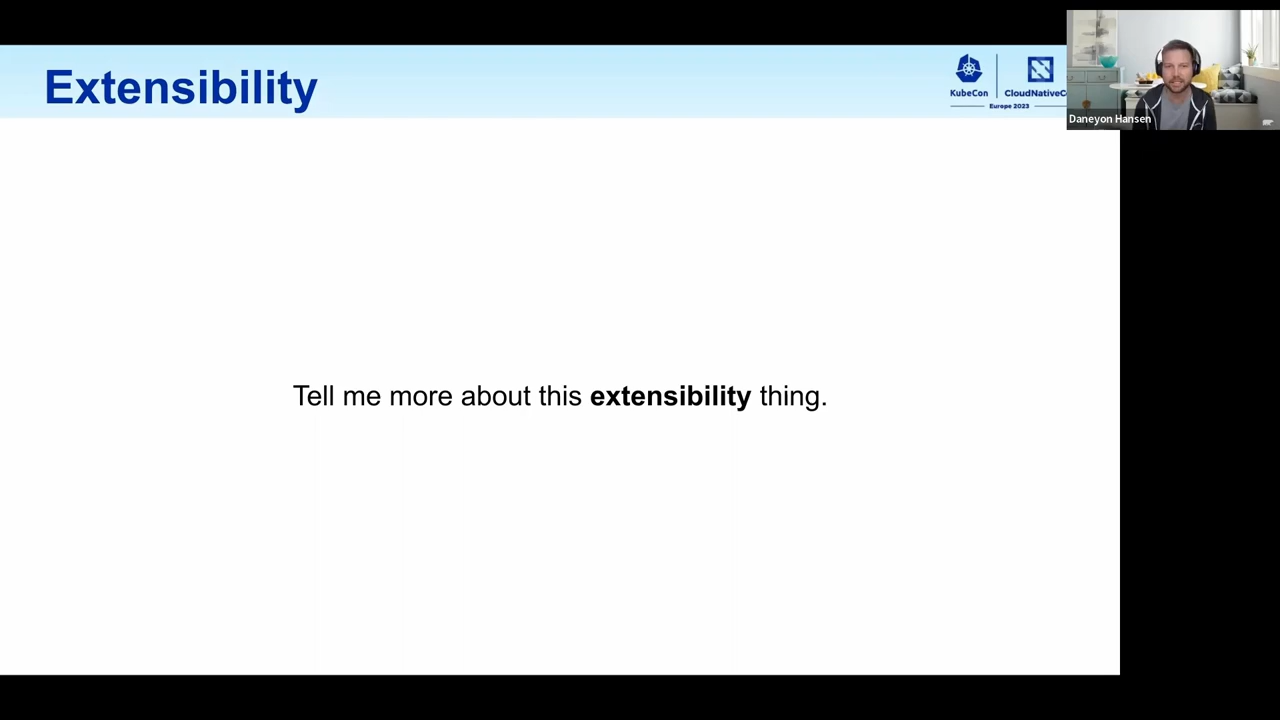 Extensibility
KubeCon
CloudNativeC
Europe 2023
Daneyon Hansen
Tell me more about this extensibility thing.